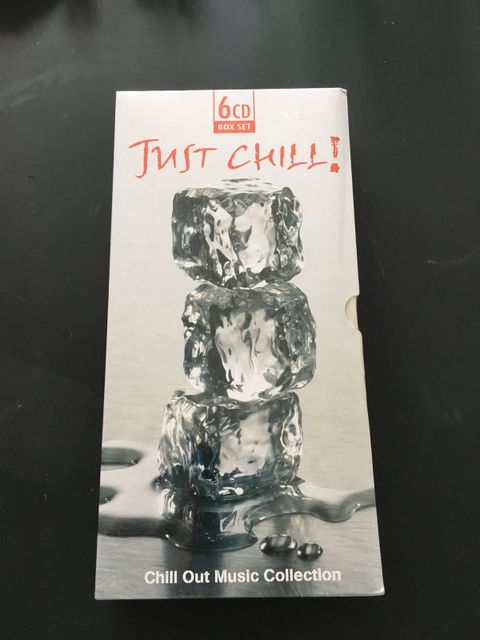 6CD
BOX SET
JUST CHILL!
Chill Out Music Collection